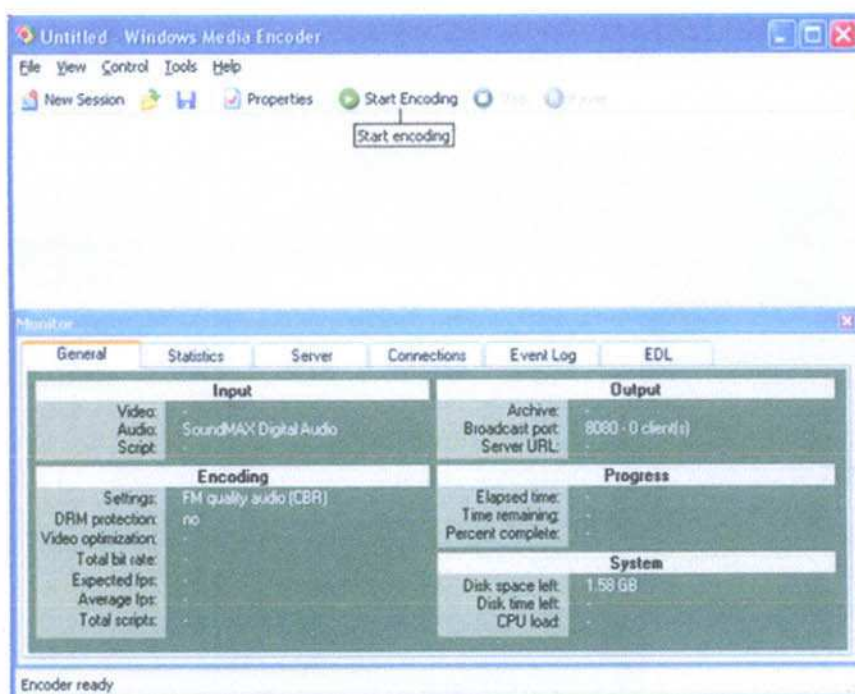 Untitled - Windows Media Encoder
File View Control Tools Help
New Session Properties Start Encoding Stop Pause
Start encoding
Monitor
General Statistics Server Connections Event Log EDL
Input
Video: -
Audio: SoundMAX Digital Audio
Script: -
Encoding
Settings: FM quality audio (CBR)
DRM protection: no
Video optimization: -
Total bit rate: -
Expected fps: -
Average fps: -
Total scripts: -
Output
Archive: -
Broadcast port: 8080 - 0 client(s)
Server URL: -
Progress
Elapsed time: -
Time remaining: -
Percent complete: -
System
Disk space left: 1.58 GB
Disk time left: -
CPU load: -
Encoder ready